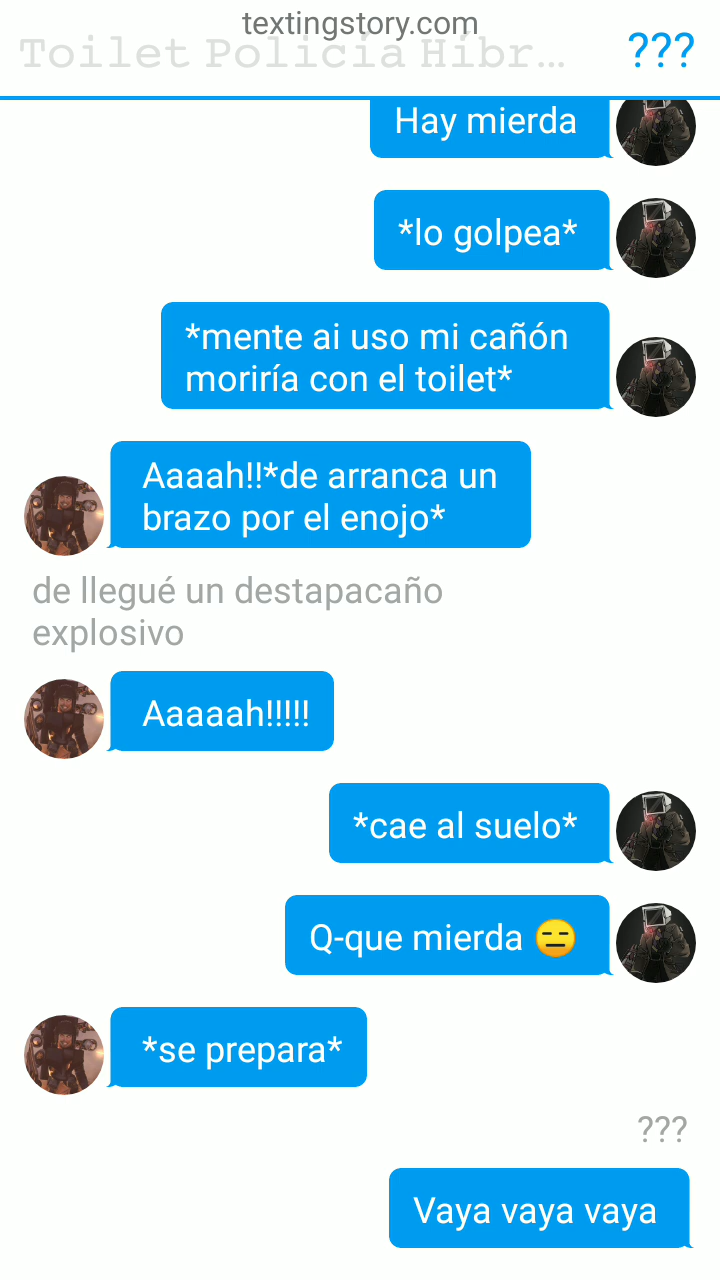 textingstory.com
Toilet Policía Híbr...
???
Hay mierda
*lo golpea*
*mente ai uso mi cañón
moriría con el toilet*
Aaaah!!*de arranca un
brazo por el enojo*
de llegué un destapacaño
explosivo
Aaaaah!!!!!
*cae al suelo*
Q-que mierda 😑
*se prepara*
???
Vaya vaya vaya